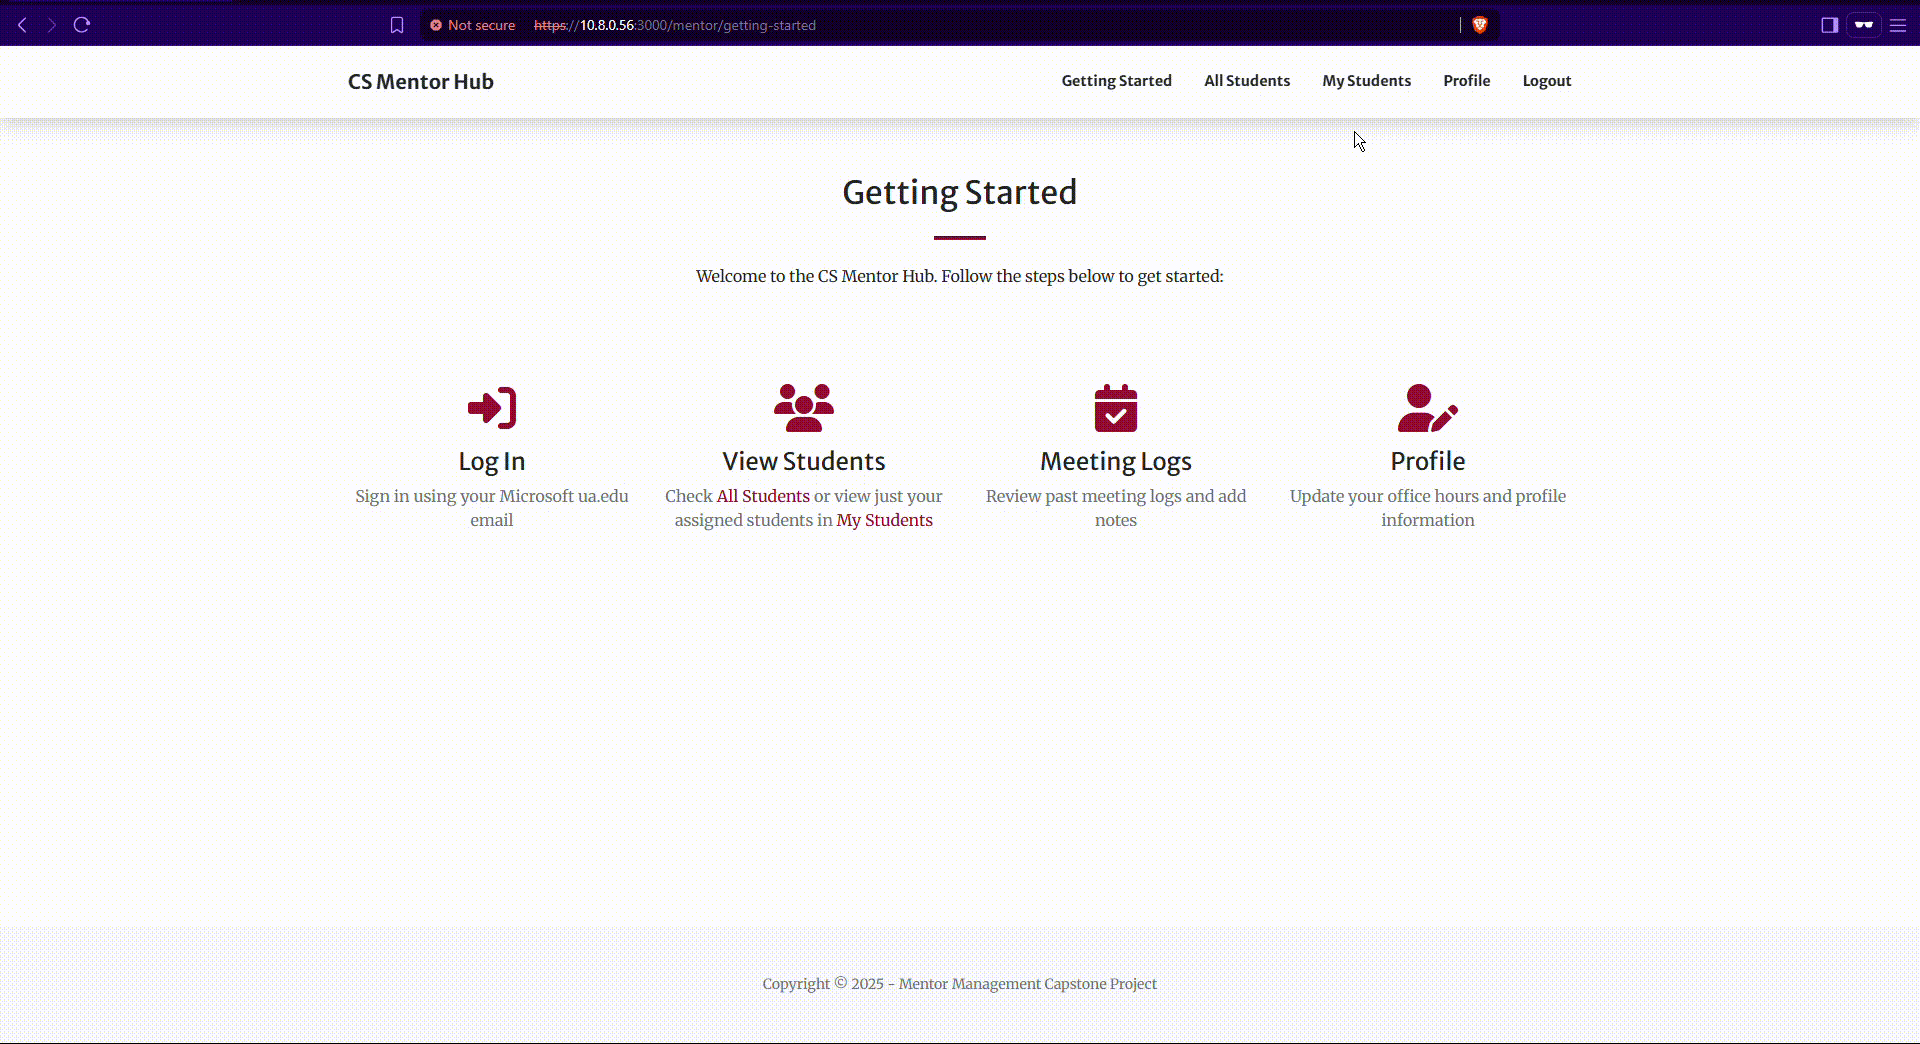 Not secure https://10.8.0.56:3000/mentor/getting-started
CS Mentor Hub
Getting Started All Students My Students Profile Logout
Getting Started
Welcome to the CS Mentor Hub. Follow the steps below to get started:
Log In
Sign in using your Microsoft ua.edu
email
View Students
Check All Students or view just your
assigned students in My Students
Meeting Logs
Review past meeting logs and add
notes
Profile
Update your office hours and profile
information
Copyright © 2025 - Mentor Management Capstone Project